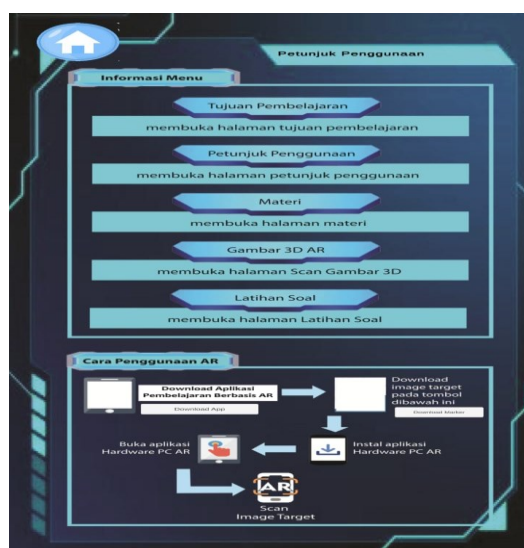 Petunjuk Penggunaan
Informasi Menu
Tujuan Pembelajaran
membuka halaman tujuan pembelajaran
Petunjuk Penggunaan
membuka halaman petunjuk penggunaan
Materi
membuka halaman materi
Gambar 3D AR
membuka halaman Scan Gambar 3D
Latihan Soal
membuka halaman Latihan Soal
Cara Penggunaan AR
Download Aplikasi
Pembelajaran Berbasis AR
Download App
Download
image target
pada tombol
dibawah ini
Download Marker
Instal aplikasi
Hardware PC AR
Buka aplikasi
Hardware PC AR
AR
Scan
Image Target